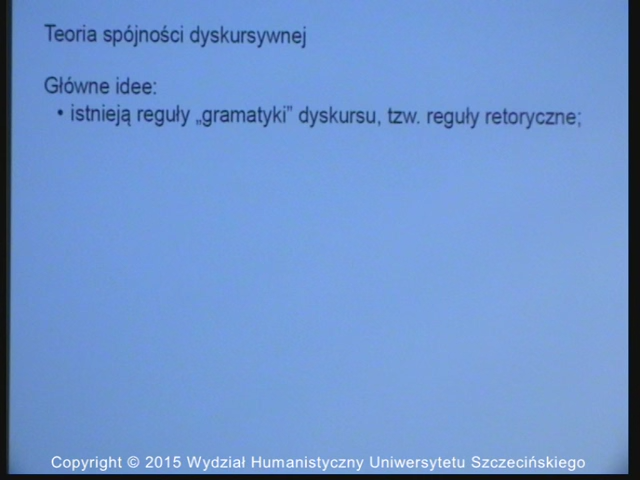 Teoria spójności dyskursywnej
Główne idee:
• istnieją reguły „gramatyki” dyskursu, tzw. reguły retoryczne;
Copyright © 2015 Wydział Humanistyczny Uniwersytetu Szczecińskiego